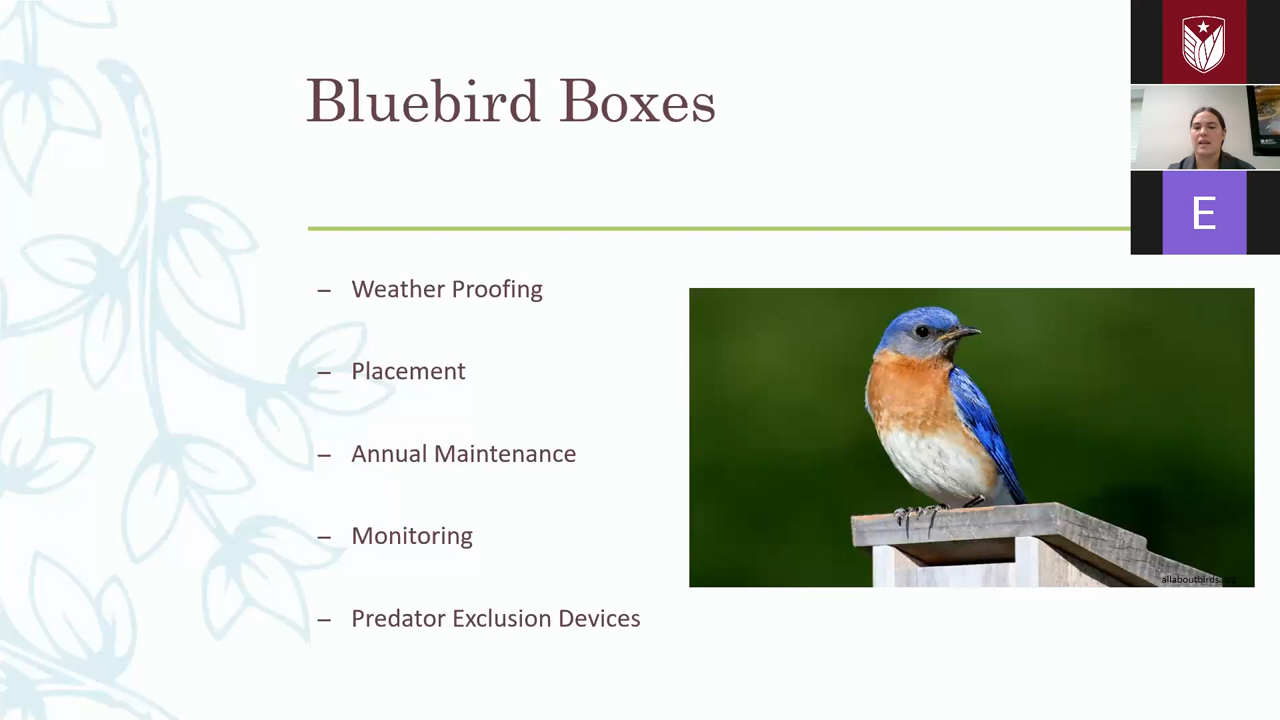 Bluebird Boxes
– Weather Proofing
– Placement
– Annual Maintenance
– Monitoring
– Predator Exclusion Devices
E